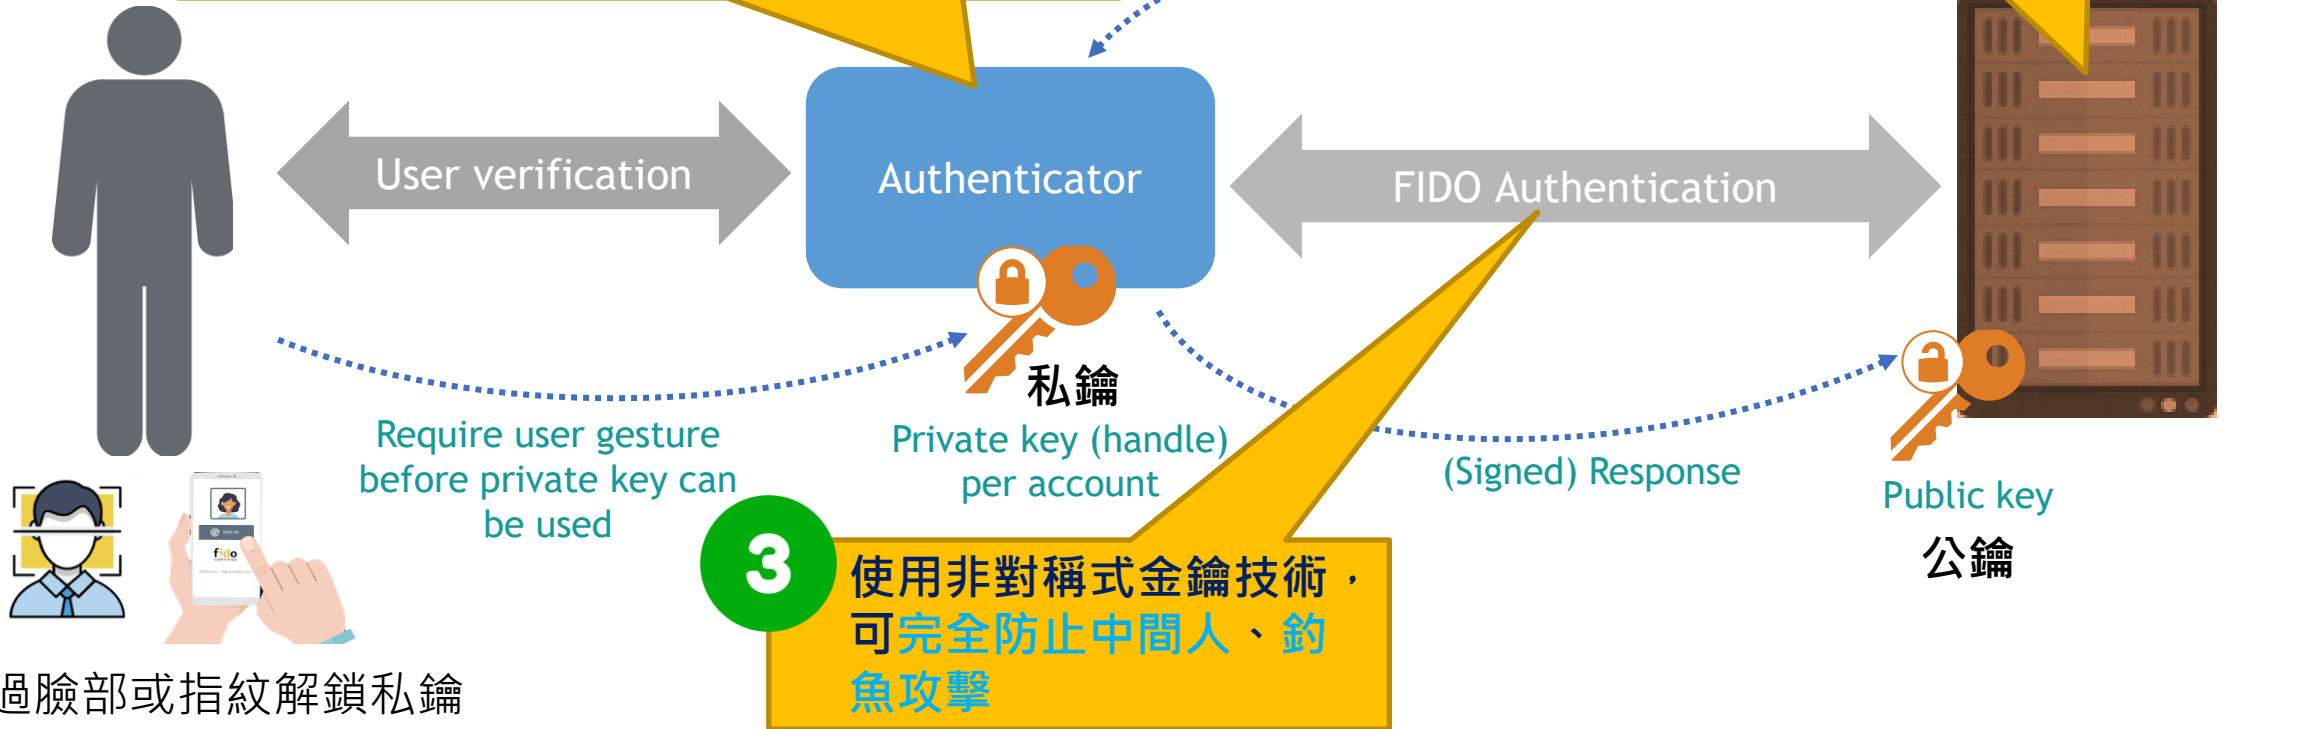 User verification
Authenticator
FIDO Authentication
私鑰
Private key (handle)
per account
Require user gesture
before private key can
be used
(Signed) Response
Public key
公鑰
3
使用非對稱式金鑰技術，
可完全防止中間人、釣
魚攻擊
fido
過臉部或指紋解鎖私鑰